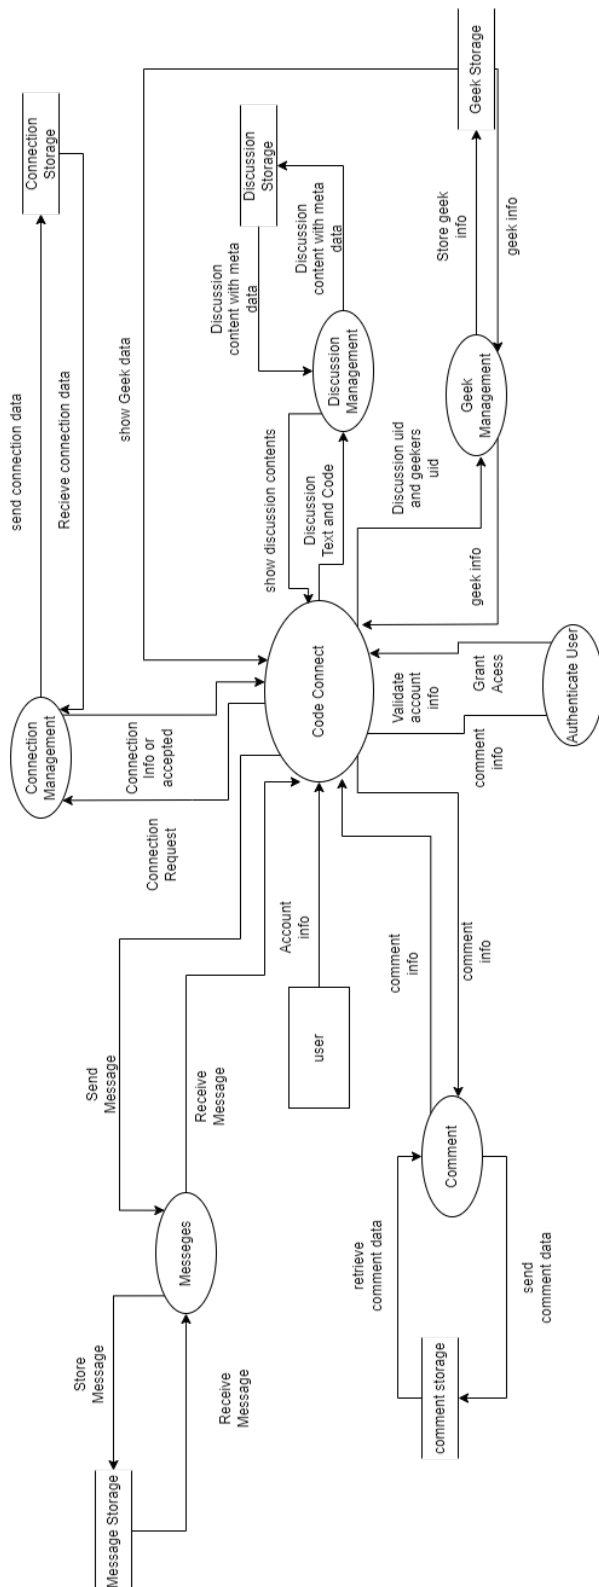 Message Storage
Store
Message
Receive
Message
Messeges
Send
Message
Receive
Message
Connection
Management
send connection data
Recieve connection data
Connection
Storage
Connection
Request
Connection
Info or
accepted
show Geek data
Discussion
content with meta
data
Discussion
Storage
Discussion
content with meta
data
Discussion
Management
show discussion contents
Discussion
Text and Code
Code Connect
Account
info
user
Validate
account
info
Grant
Acess
comment
info
Authenticate User
Discussion uid
and geekers
uid
geek info
Geek
Management
Store geek
info
geek info
Geek Storage
comment
info
comment
info
Comment
retrieve
comment data
send
comment data
comment storage